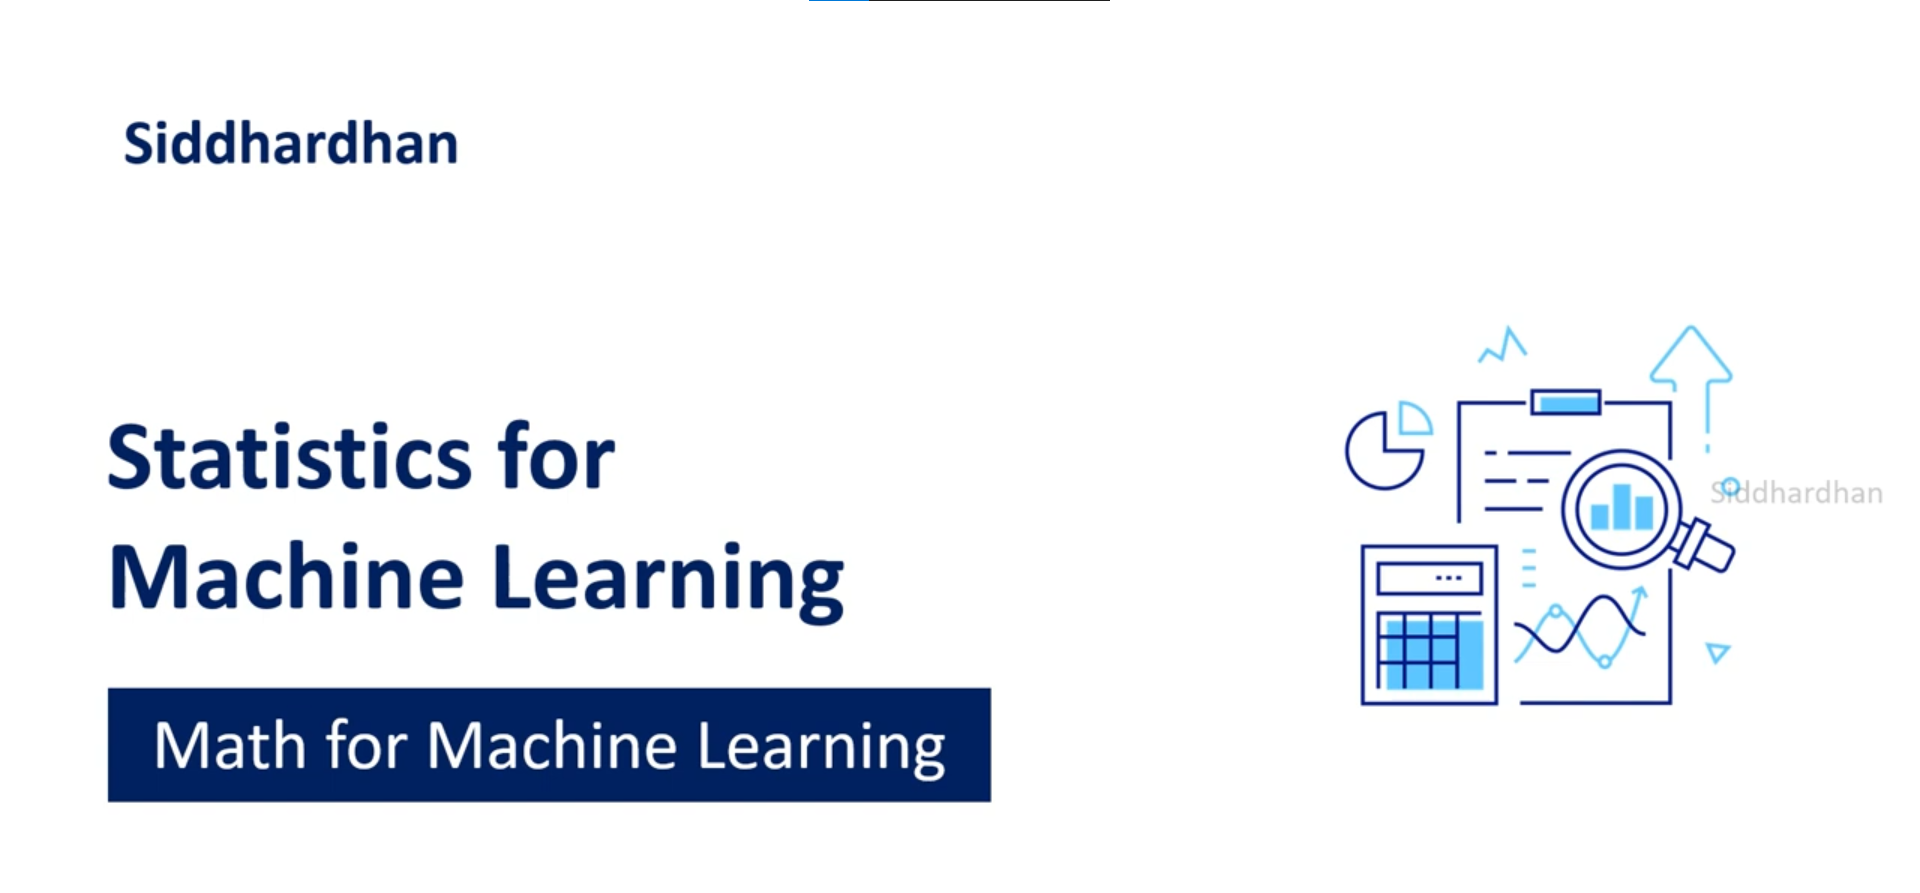 Siddhardhan
Statistics for
Machine Learning
Siddhardhan
Math for Machine Learning